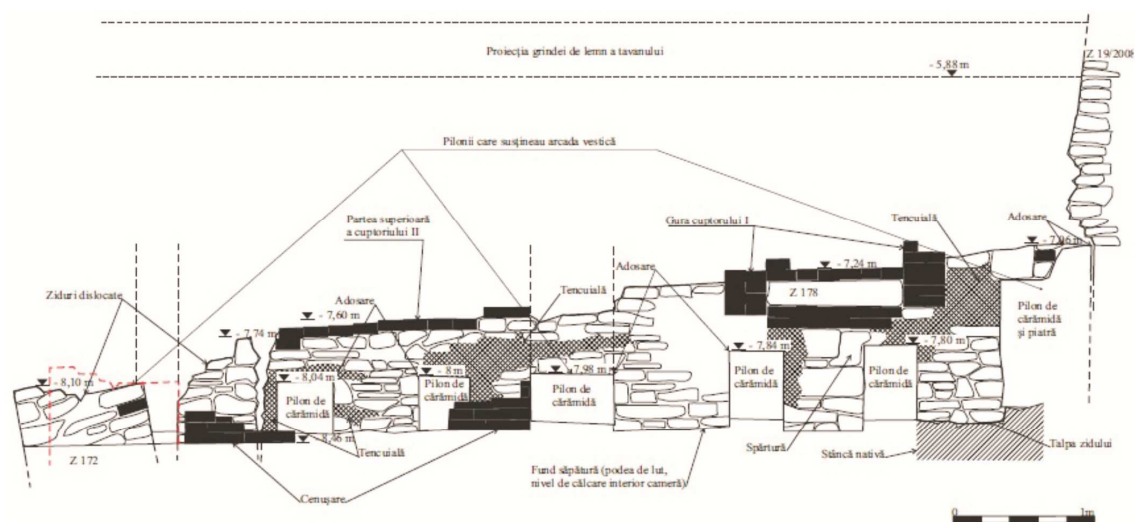 Proiecția grindei de lemn a tavanului
Z 19/2008
- 5,88 m
Pilonii care susțineau arcada vestică
Partea superioară
a cuptoriului II
Gura cuptorului I
Tencuială
Adosare
- 7,06 m
Ziduri dislocate
Adosare
Tencuială
Adosare
- 7,24 m
Z 178
Pilon de
cărămidă
și piatră
- 7,60 m
- 7,74 m
- 7,84 m
- 7,80 m
- 8,10 m
- 8,04 m
- 8 m
- 7,98 m
Pilon de
cărămidă
Pilon de
cărămidă
Pilon de
cărămidă
Pilon de
cărămidă
Pilon de
cărămidă
- 8,46 m
Z 172
Tencuială
Cenușare
Fund săpătură (podea de lut,
nivel de călcare interior cameră)
Spărtură
Stâncă nativă
Talpa zidului
0 1m